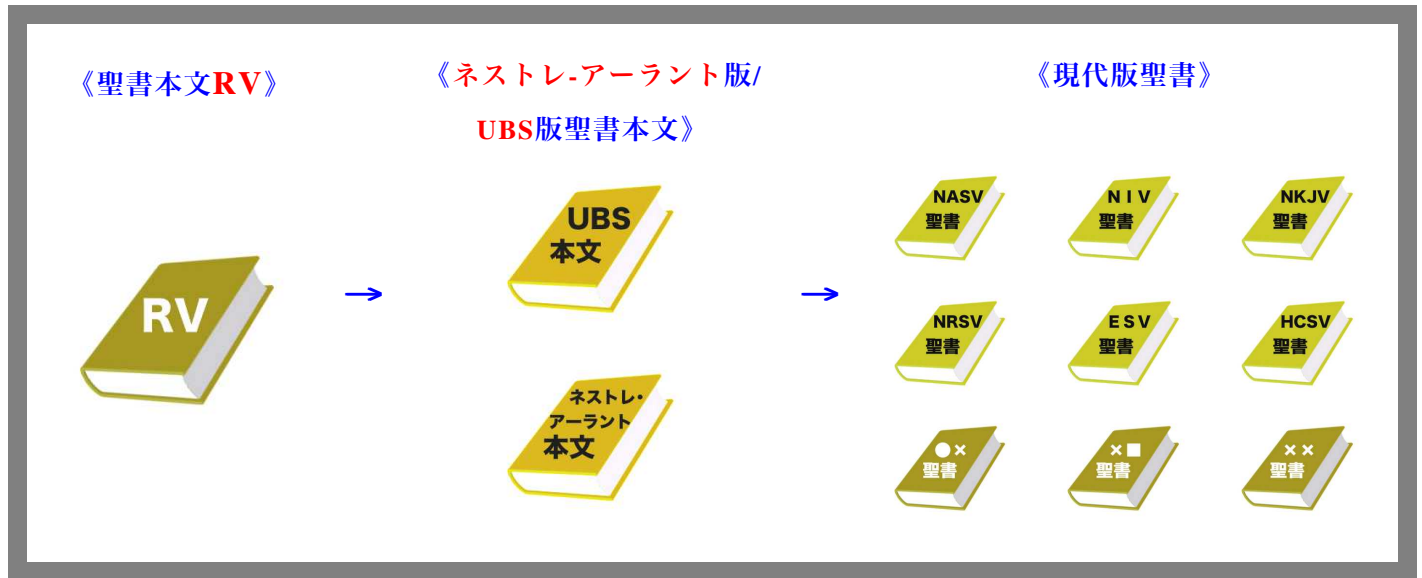 《聖書本文RV》
《ネストレ-アーラント版/
UBS版聖書本文》
《現代版聖書》
RV
→
UBS
本文
ネストレ・
アーラント
本文
→
NASV
聖書
ＮＩＶ
聖書
NKJV
聖書
NRSV
聖書
ＥＳＶ
聖書
HCSV
聖書
●×
聖書
×■
聖書
××
聖書